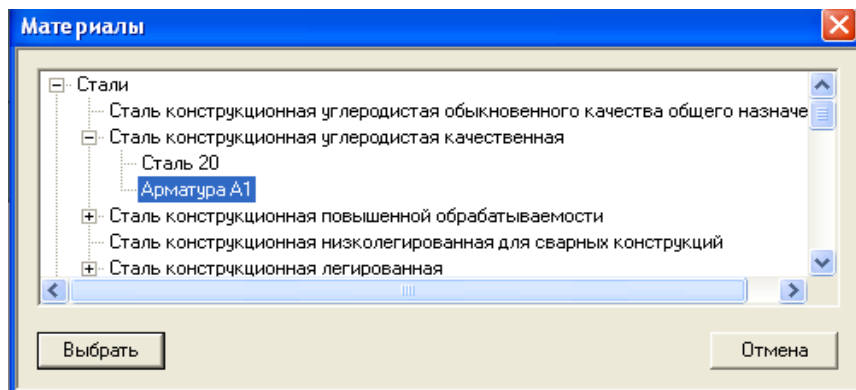 Материалы
Стали
Сталь конструкционная углеродистая обыкновенного качества общего назначе
Сталь конструкционная углеродистая качественная
Сталь 20
Арматура А1
Сталь конструкционная повышенной обрабатываемости
Сталь конструкционная низколегированная для сварных конструкций
Сталь конструкционная легированная
Выбрать Отмена